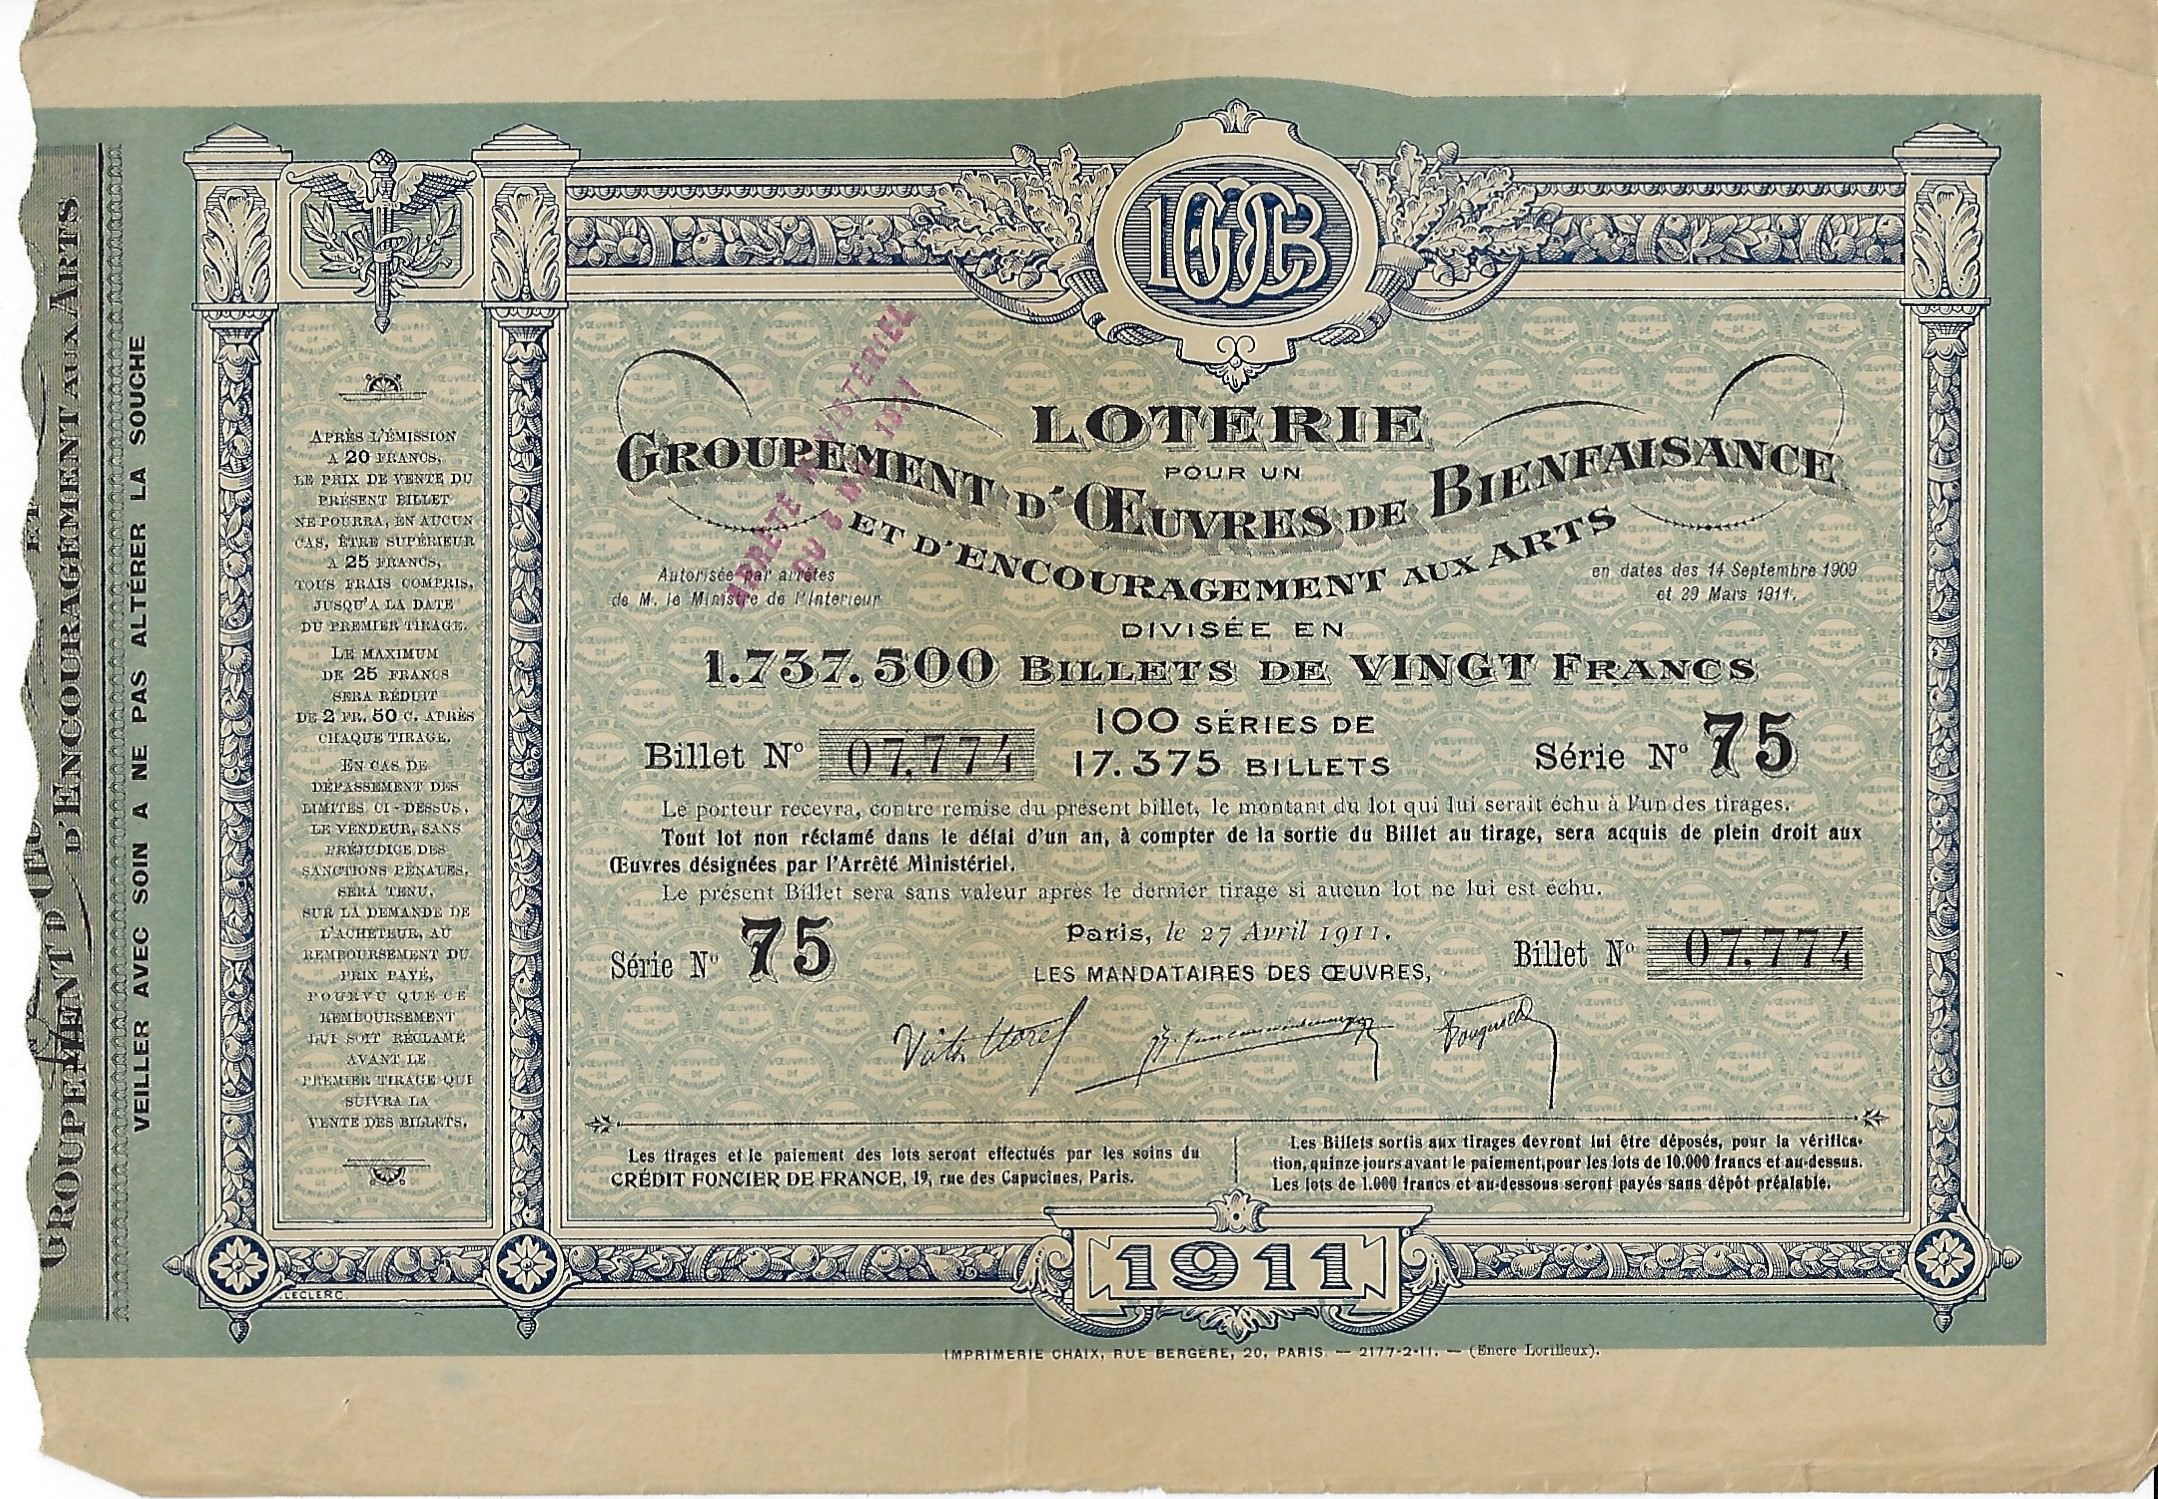 GROUPEMENT D'ŒU
ET
D'ENCOURAGEMENT AUX ARTS
VEILLER AVEC SOIN A NE PAS ALTÉRER LA SOUCHE
APRÈS L'ÉMISSION
A 20 FRANCS,
LE PRIX DE VENTE DU
PRÉSENT BILLET
NE POURRA, EN AUCUN
CAS, ÊTRE SUPÉRIEUR
A 25 FRANCS,
TOUS FRAIS COMPRIS,
JUSQU'A LA DATE
DU PREMIER TIRAGE.
LE MAXIMUM
DE 25 FRANCS
SERA RÉDUIT
DE 2 FR. 50 C. APRÈS
CHAQUE TIRAGE.
EN CAS DE
DÉPASSEMENT DES
LIMITES CI-DESSUS,
LE VENDEUR, SANS
PRÉJUDICE DES
SANCTIONS PÉNALES,
SERA TENU,
SUR LA DEMANDE DE
L'ACHETEUR, AU
REMBOURSEMENT DU
PRIX PAYÉ,
POURVU QUE CE
REMBOURSEMENT
LUI SOIT RÉCLAMÉ
AVANT LE
PREMIER TIRAGE QUI
SUIVRA LA
VENTE DES BILLETS.
LOTERIE
POUR UN
GROUPEMENT D'ŒUVRES DE BIENFAISANCE
ET D'ENCOURAGEMENT AUX ARTS
ARRÊTÉ MINISTÉRIEL
DU
Autorisée par arrêtés
de M. le Ministre de l'Interieur
en dates des 14 Septembre 1909
et 29 Mars 1911.
DIVISÉE EN
1.737.500 BILLETS DE VINGT FRANCS
100 SÉRIES DE
17.375 BILLETS
Billet No 07,774
Série No 75
Le porteur recevra, contre remise du présent billet, le montant du lot qui lui serait échu à l'un des tirages.
Tout lot non réclamé dans le délai d'un an, à compter de la sortie du Billet au tirage, sera acquis de plein droit aux
Œuvres désignées par l'Arrêté Ministériel.
Le présent Billet sera sans valeur après le dernier tirage si aucun lot ne lui est échu.
Série No 75
Paris, le 27 Avril 1911.
Billet No 07.774
LES MANDATAIRES DES ŒUVRES,
Les tirages et le paiement des lots seront effectués par les soins du
CRÉDIT FONCIER DE FRANCE, 19, rue des Capucines, Paris.
Les Billets sortis aux tirages devront lui être déposés, pour la vérifica-
tion, quinze jours avant le paiement, pour les lots de 10.000 francs et au-dessus.
Les lots de 1.000 francs et au-dessous seront payés sans dépôt préalable.
1911
LECLERC.
IMPRIMERIE CHAIX, RUE BERGÈRE, 20, PARIS. — 2177-2-11. — (Encre Lorilleux).